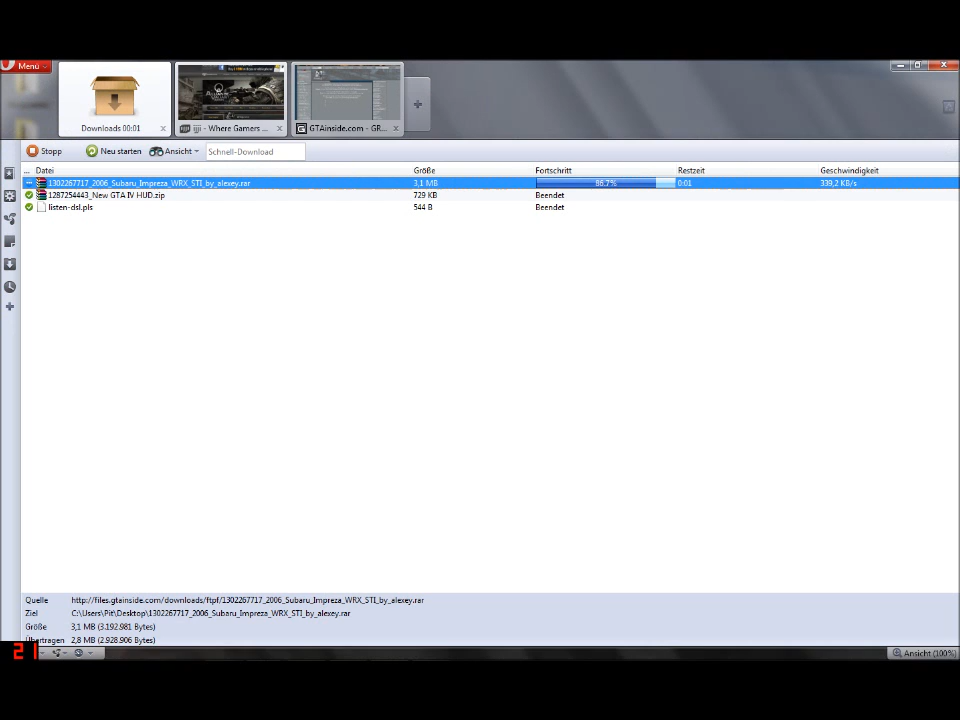 Menü
Downloads 00:01
- Where Gamers ...
GTAinside.com - GR...
Stopp Neu starten Ansicht Schnell-Download
... Datei Größe Fortschritt Restzeit Geschwindigkeit
1302267717_2006_Subaru_Impreza_WRX_STI_by_alexey.rar 3,1 MB 86.7% 0:01 339,2 KB/s
1287254443_New GTA IV HUD.zip 729 KB Beendet
listen-dsl.pls 544 B Beendet
Quelle http://files.gtainside.com/downloads/ftpf/1302267717_2006_Subaru_Impreza_WRX_STI_by_alexey.rar
Ziel C:\Users\Pit\Desktop\1302267717_2006_Subaru_Impreza_WRX_STI_by_alexey.rar
Größe 3,1 MB (3.192.981 Bytes)
Übertragen 2,8 MB (2.928.906 Bytes)
21
Ansicht (100%)